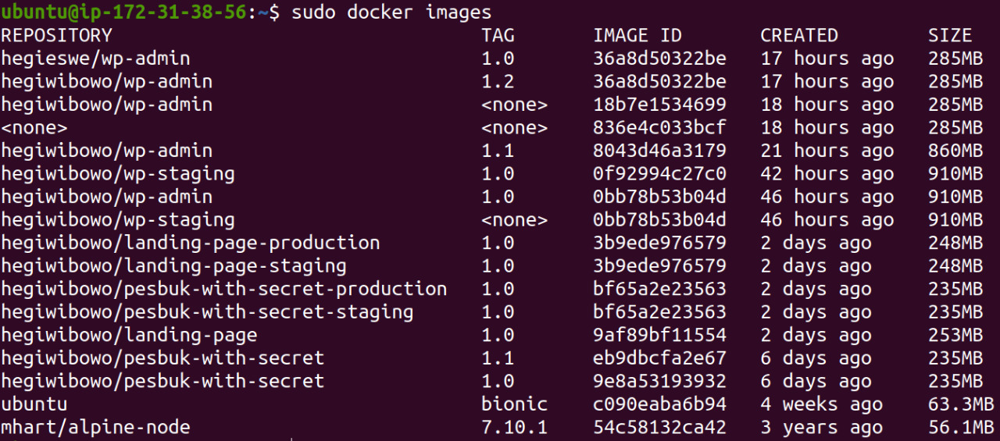 ubuntu@ip-172-31-38-56:~$ sudo docker images
REPOSITORY TAG IMAGE ID CREATED SIZE
hegieswe/wp-admin 1.0 36a8d50322be 17 hours ago 285MB
hegiwibowo/wp-admin 1.2 36a8d50322be 17 hours ago 285MB
hegiwibowo/wp-admin <none> 18b7e1534699 18 hours ago 285MB
<none> <none> 836e4c033bcf 18 hours ago 285MB
hegiwibowo/wp-admin 1.1 8043d46a3179 21 hours ago 860MB
hegiwibowo/wp-staging 1.0 0f92994c27c0 42 hours ago 910MB
hegiwibowo/wp-admin 1.0 0bb78b53b04d 46 hours ago 910MB
hegiwibowo/wp-staging <none> 0bb78b53b04d 46 hours ago 910MB
hegiwibowo/landing-page-production 1.0 3b9ede976579 2 days ago 248MB
hegiwibowo/landing-page-staging 1.0 3b9ede976579 2 days ago 248MB
hegiwibowo/pesbuk-with-secret-production 1.0 bf65a2e23563 2 days ago 235MB
hegiwibowo/pesbuk-with-secret-staging 1.0 bf65a2e23563 2 days ago 235MB
hegiwibowo/landing-page 1.0 9af89bf11554 2 days ago 253MB
hegiwibowo/pesbuk-with-secret 1.1 eb9dbcfa2e67 6 days ago 235MB
hegiwibowo/pesbuk-with-secret 1.0 9e8a53193932 6 days ago 235MB
ubuntu bionic c090eaba6b94 4 weeks ago 63.3MB
mhart/alpine-node 7.10.1 54c58132ca42 3 years ago 56.1MB